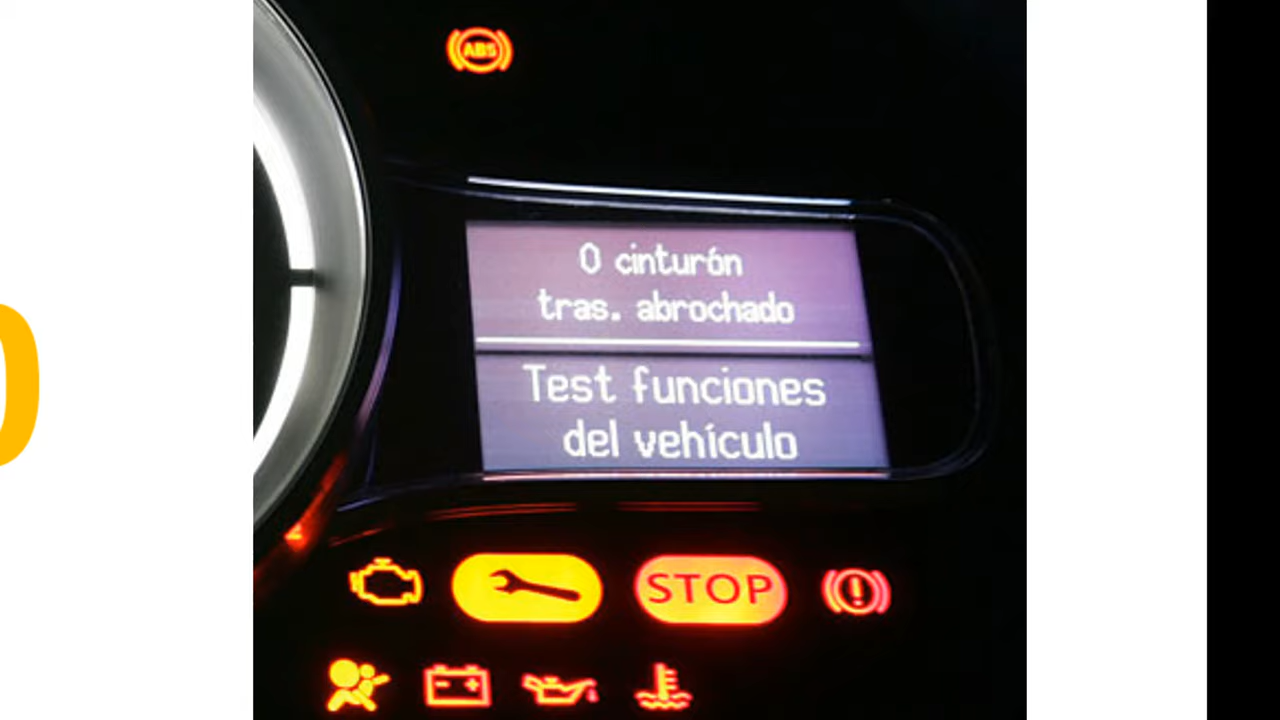 ABS
0 cinturón
tras. abrochado
Test funciones
del vehículo
STOP